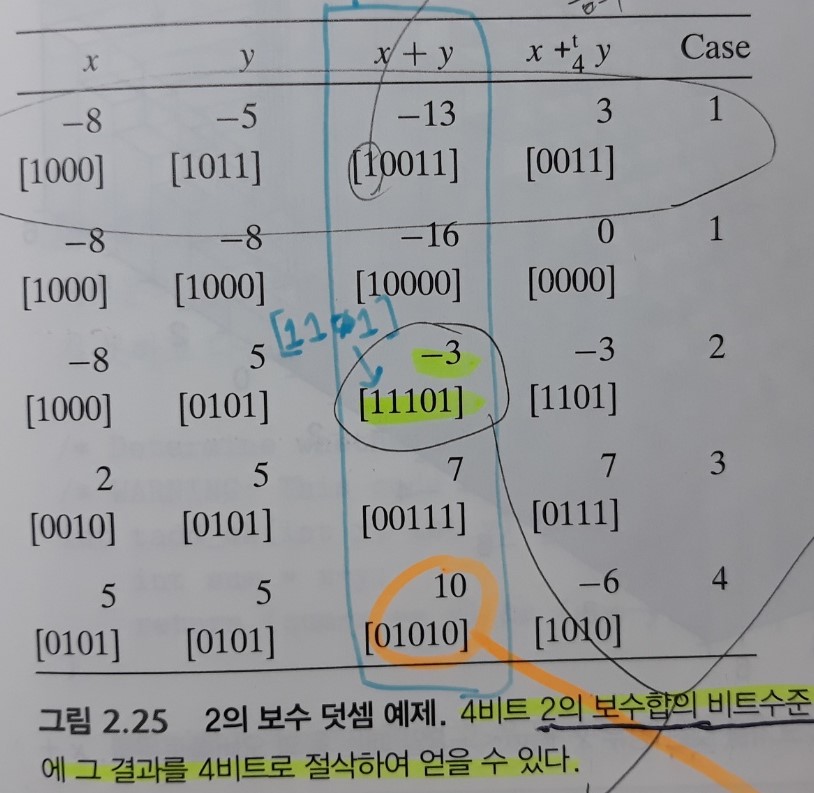 x y x + y x +ᵗ₄ y Case
−8 −5 −13 3 1
[1000] [1011] [10011] [0011]
−8 −8 −16 0 1
[1000] [1000] [10000] [0000]
−8 5 −3 −3 2
[1000] [0101] [11101] [1101]
2 5 7 7 3
[0010] [0101] [00111] [0111]
5 5 10 −6 4
[0101] [0101] [01010] [1010]
그림 2.25 2의 보수 덧셈 예제. 4비트 2의 보수합의 비트수준
에 그 결과를 4비트로 절삭하여 얻을 수 있다.